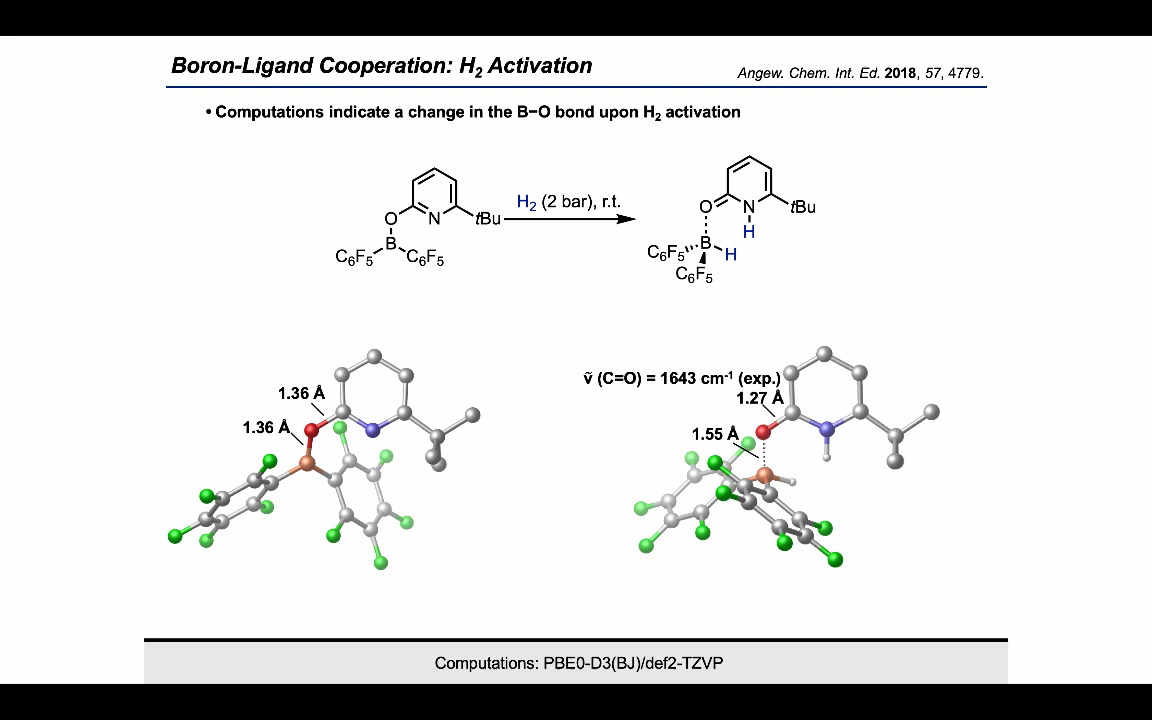 Boron-Ligand Cooperation: H₂ Activation
Angew. Chem. Int. Ed. 2018, 57, 4779.
• Computations indicate a change in the B−O bond upon H₂ activation
O
N
tBu
B
C₆F₅
C₆F₅
H₂ (2 bar), r.t.
O
N
tBu
H
C₆F₅
B
H
C₆F₅
1.36 Å
1.36 Å
ṽ (C=O) = 1643 cm⁻¹ (exp.)
1.27 Å
1.55 Å
Computations: PBE0-D3(BJ)/def2-TZVP